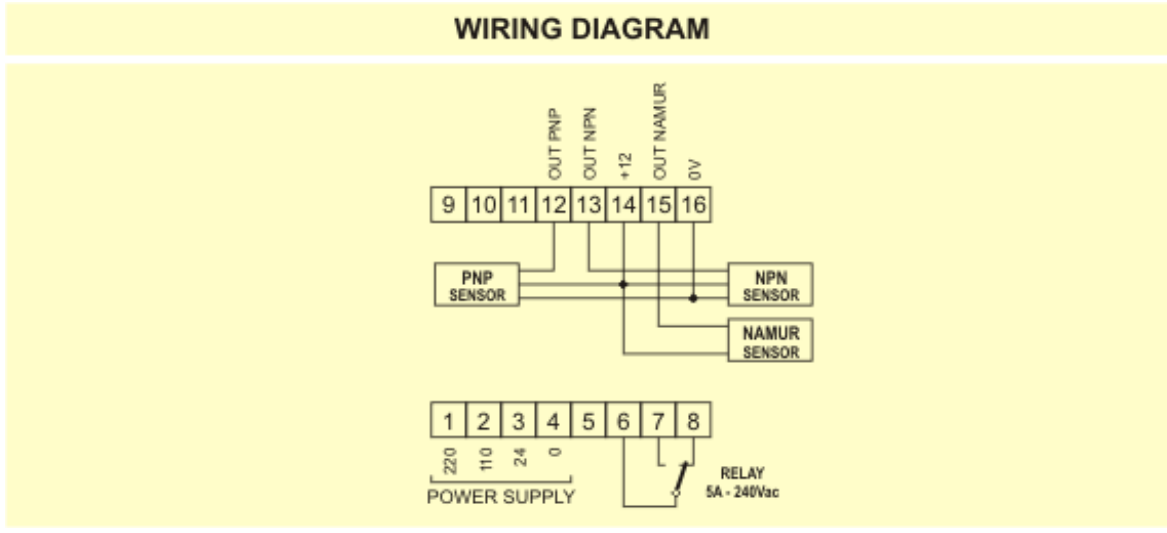 WIRING DIAGRAM
OUT PNP
OUT NPN
+12
OUT NAMUR
0V
9 10 11 12 13 14 15 16
PNP
SENSOR
NPN
SENSOR
NAMUR
SENSOR
1 2 3 4 5 6 7 8
220
110
24
0
POWER SUPPLY
RELAY
5A - 240Vac